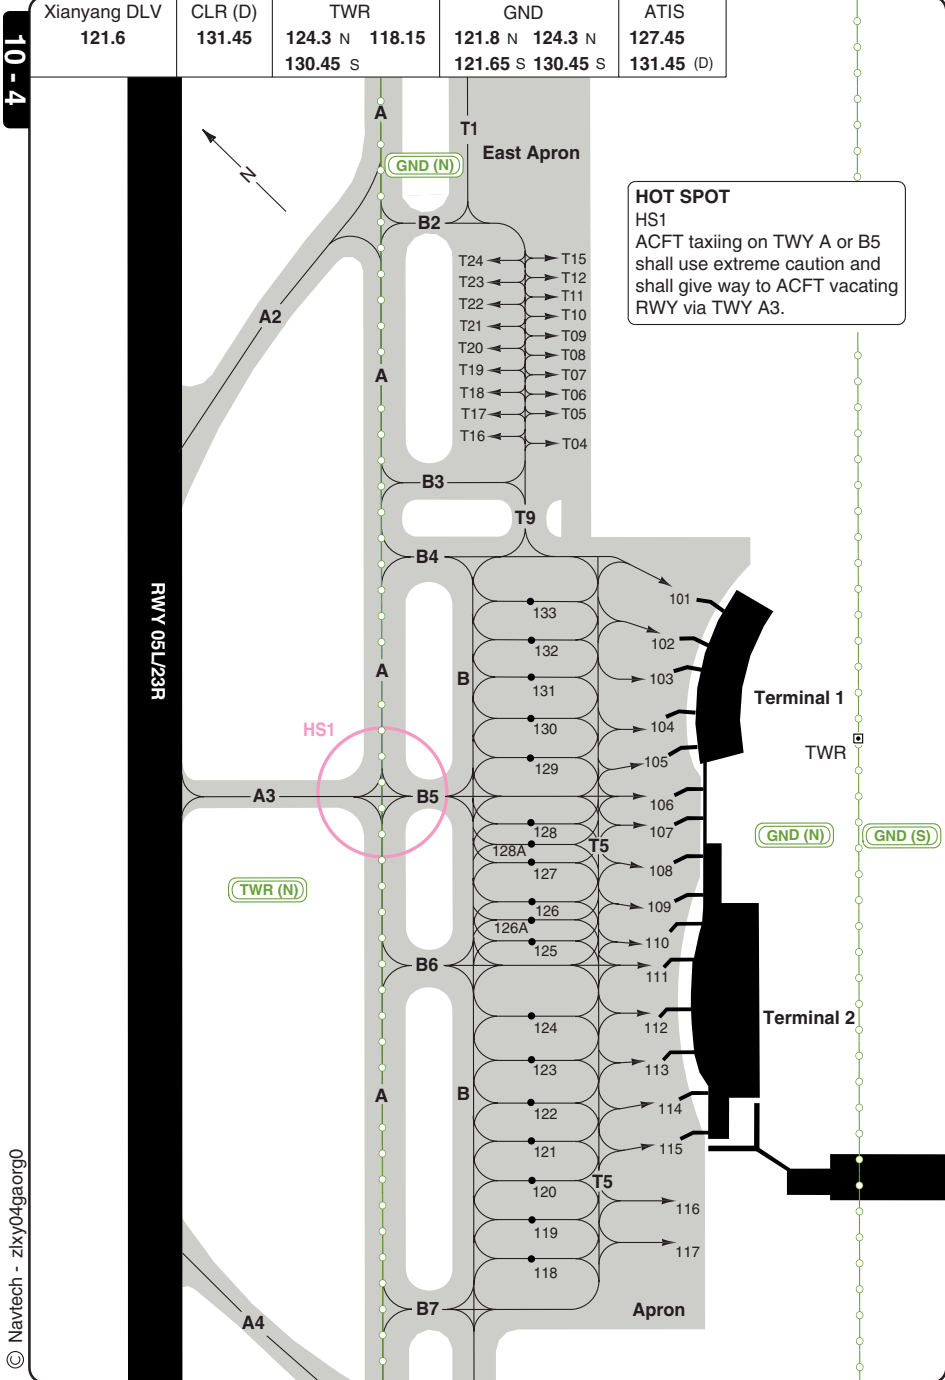 10 - 4
Xianyang DLV
121.6
CLR (D)
131.45
TWR
124.3 N 118.15
130.45 S
GND
121.8 N 124.3 N
121.65 S 130.45 S
ATIS
127.45
131.45 (D)
A
T1
East Apron
GND (N)
N
B2
HOT SPOT
HS1
ACFT taxiing on TWY A or B5
shall use extreme caution and
shall give way to ACFT vacating
RWY via TWY A3.
T24
T15
T23
T12
T22
T11
T10
A2
T21
T09
T20
T08
T19
T07
A
T18
T06
T17
T05
T16
T04
B3
T9
B4
RWY 05L/23R
101
133
102
132
A
B
103
131
Terminal 1
104
130
HS1
TWR
105
129
A3
B5
106
107
128
GND (N)
GND (S)
T5
128A
108
127
TWR (N)
109
126
126A
110
125
B6
111
Terminal 2
112
124
113
123
A
B
114
122
115
121
T5
120
116
119
117
118
B7
Apron
A4
© Navtech - zlxy04gaorg0